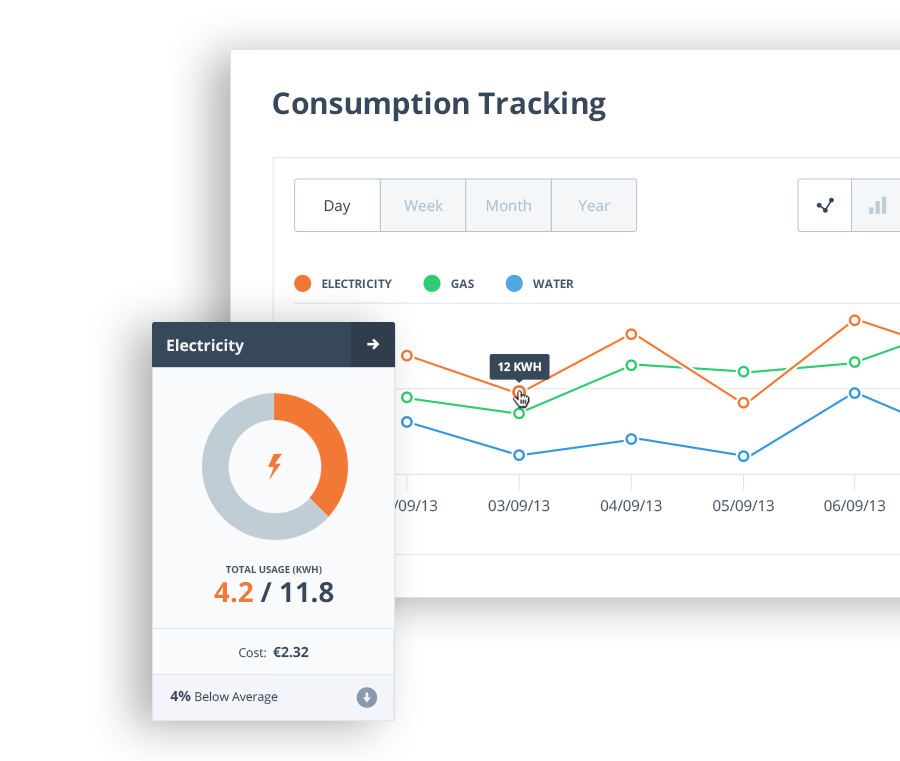 Consumption Tracking
Day Week Month Year
ELECTRICITY GAS WATER
12 KWH
/09/13 03/09/13 04/09/13 05/09/13 06/09/13
Electricity
TOTAL USAGE (KWH)
4.2 / 11.8
Cost: €2.32
4% Below Average